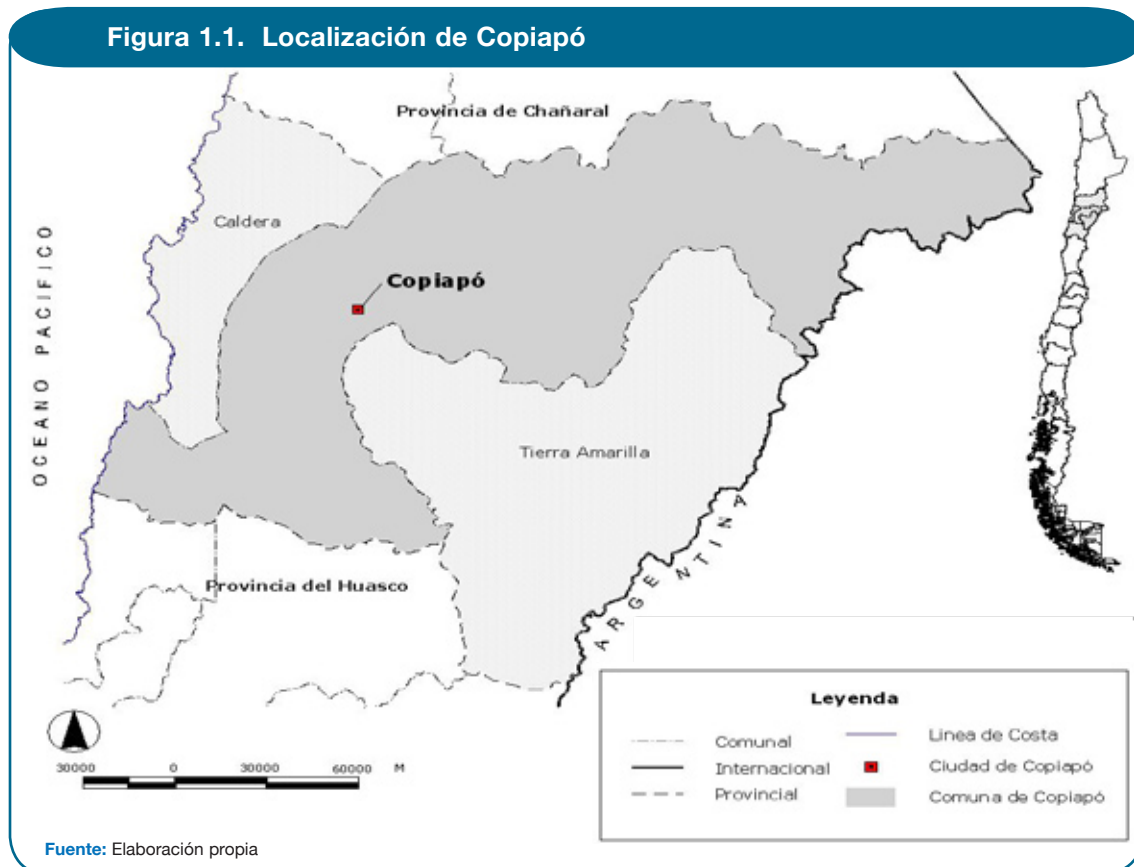 Figura 1.1. Localización de Copiapó
Provincia de Chañaral
Caldera
OCEANO PACIFICO
Copiapó
Tierra Amarilla
ARGENTINA
Provincia del Huasco
30000 0 30000 60000 M
Leyenda
Comunal
Internacional
Provincial
Linea de Costa
Ciudad de Copiapó
Comuna de Copiapó
Fuente: Elaboración propia